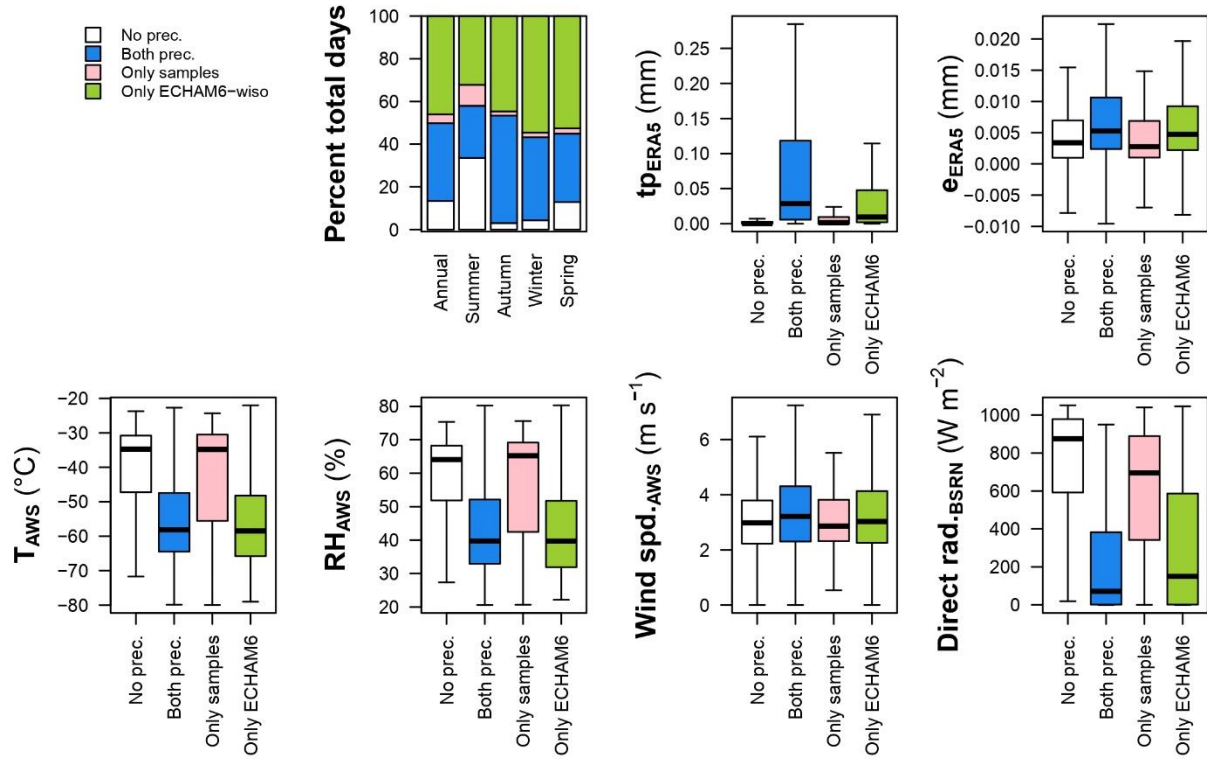 No prec.
Both prec.
Only samples
Only ECHAM6-wiso
Percent total days
100
80
60
40
20
0
Annual
Summer
Autumn
Winter
Spring
tpERA5 (mm)
0.25
0.20
0.15
0.10
0.05
0.00
No prec.
Both prec.
Only samples
Only ECHAM6
eERA5 (mm)
0.020
0.015
0.010
0.005
0.000
−0.005
−0.010
No prec.
Both prec.
Only samples
Only ECHAM6
TAWS (°C)
−20
−30
−40
−50
−60
−70
−80
No prec.
Both prec.
Only samples
Only ECHAM6
RHAWS (%)
80
70
60
50
40
30
20
No prec.
Both prec.
Only samples
Only ECHAM6
Wind spd.AWS (m s−1)
6
4
2
0
No prec.
Both prec.
Only samples
Only ECHAM6
Direct rad.BSRN (W m−2)
1000
800
600
400
200
0
No prec.
Both prec.
Only samples
Only ECHAM6